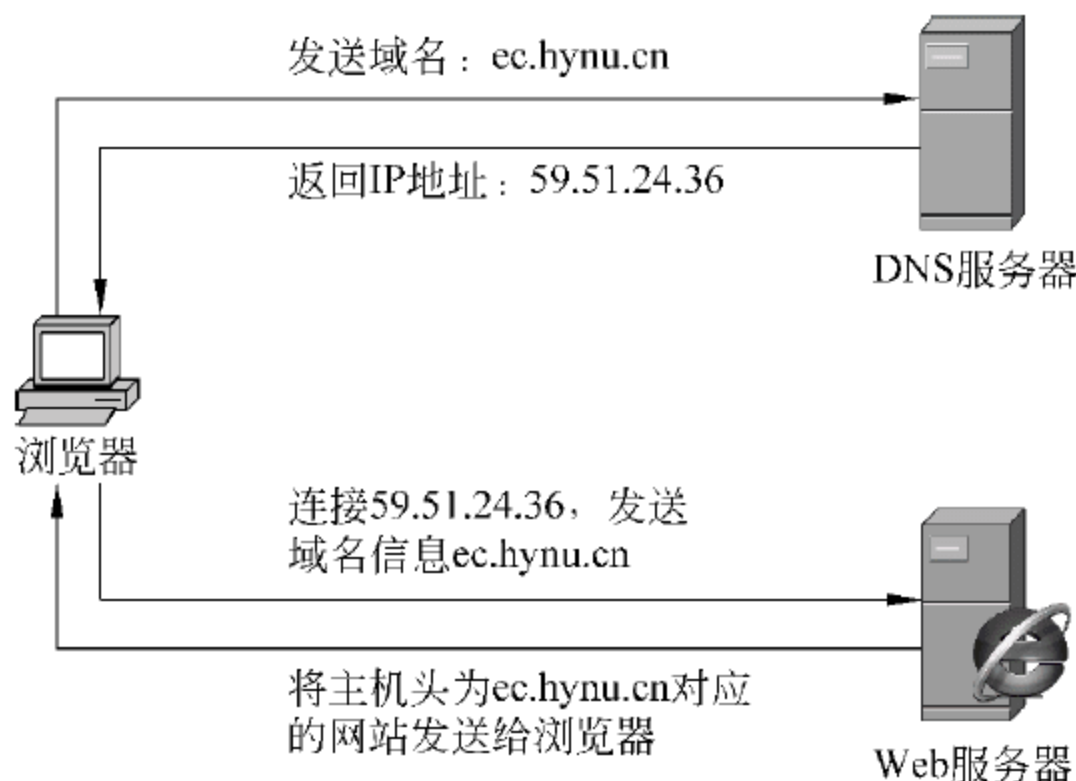 发送域名：ec.hynu.cn
返回IP地址：59.51.24.36
DNS服务器
浏览器
连接59.51.24.36，发送
域名信息ec.hynu.cn
将主机头为ec.hynu.cn对应
的网站发送给浏览器
Web服务器